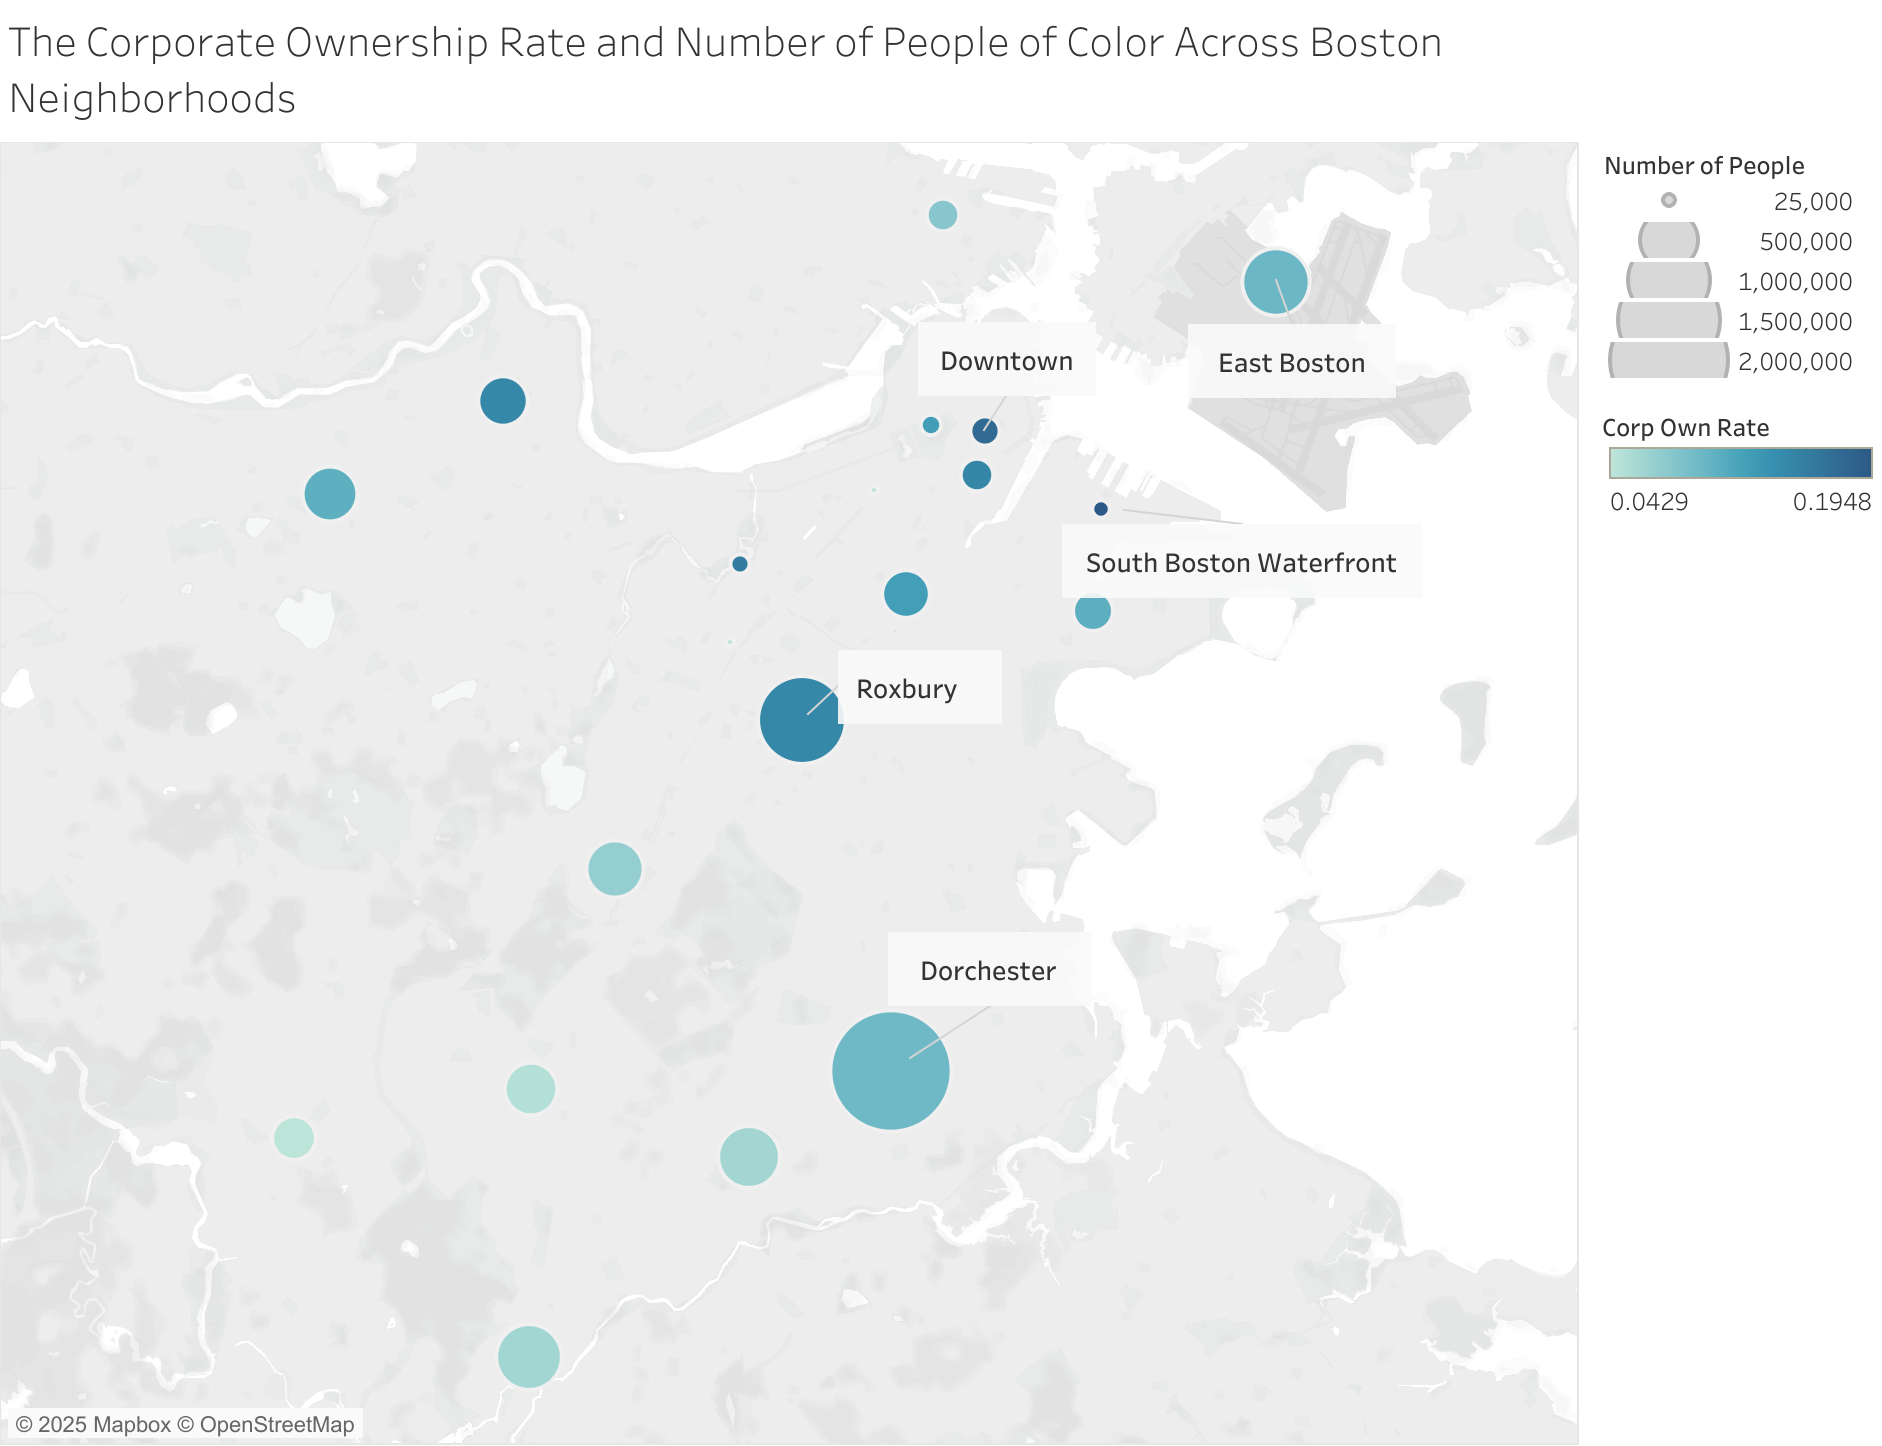 The Corporate Ownership Rate and Number of People of Color Across Boston
Neighborhoods
Number of People
25,000
500,000
1,000,000
1,500,000
2,000,000
Corp Own Rate
0.0429 0.1948
Downtown
East Boston
South Boston Waterfront
Roxbury
Dorchester
© 2025 Mapbox © OpenStreetMap